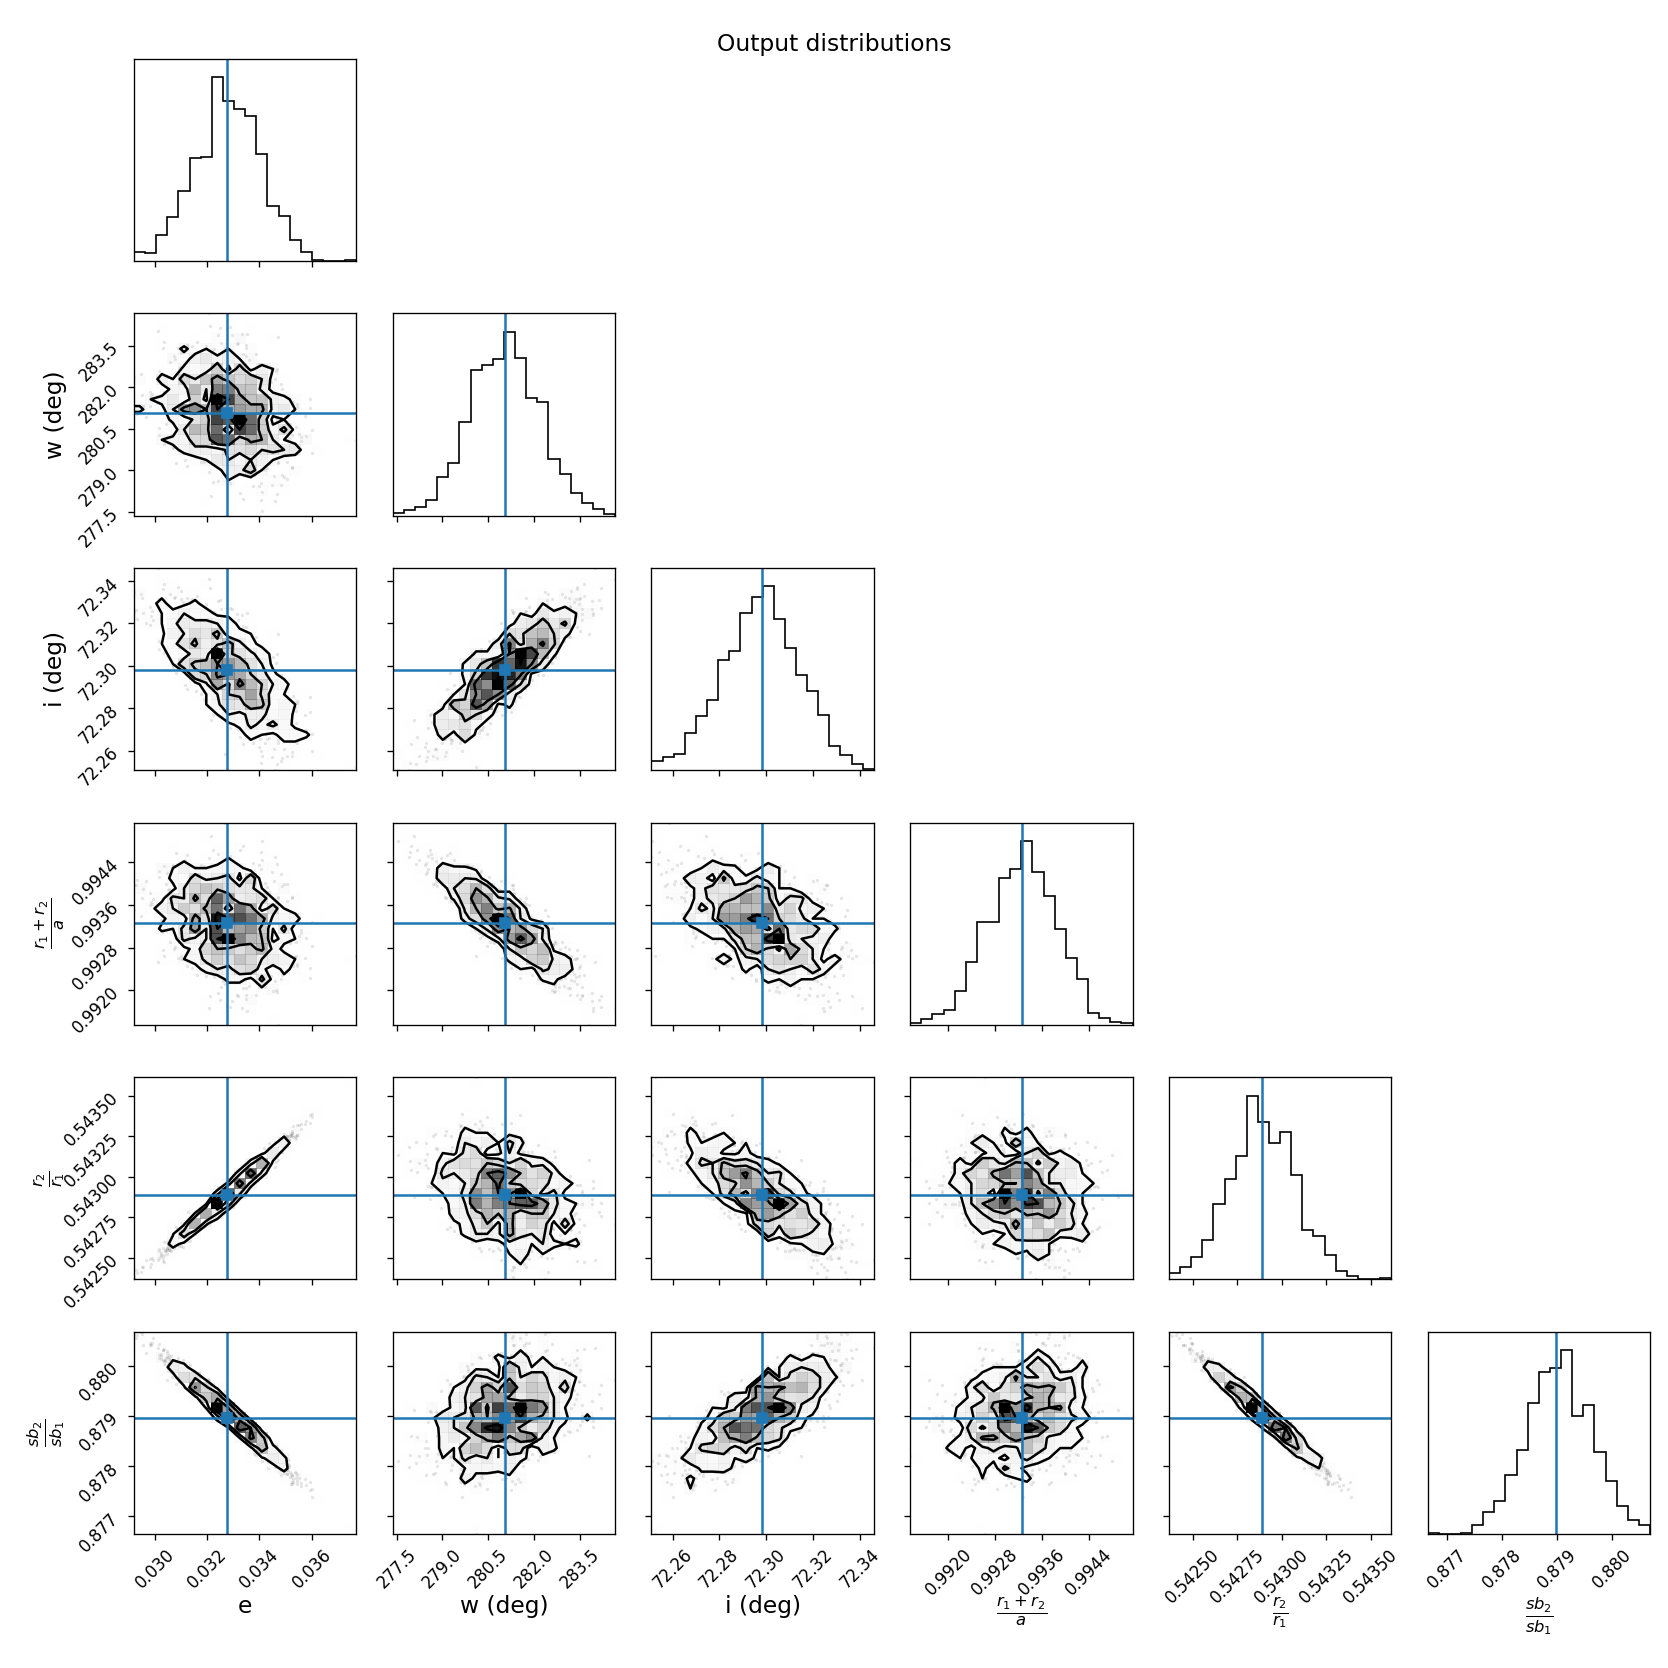 Output distributions
w (deg)
283.5
282.0
280.5
279.0
277.5
i (deg)
72.34
72.32
72.30
72.28
72.26
r₁ + r₂
a
0.9944
0.9936
0.9928
0.9920
r₂
r₁
0.54350
0.54325
0.54300
0.54275
0.54250
sb₂
sb₁
0.880
0.879
0.878
0.877
0.030 0.032 0.034 0.036
277.5 279.0 280.5 282.0 283.5
72.26 72.28 72.30 72.32 72.34
0.9920 0.9928 0.9936 0.9944
0.54250 0.54275 0.54300 0.54325 0.54350
0.877 0.878 0.879 0.880
e
w (deg)
i (deg)
r₁ + r₂
a
r₂
r₁
sb₂
sb₁